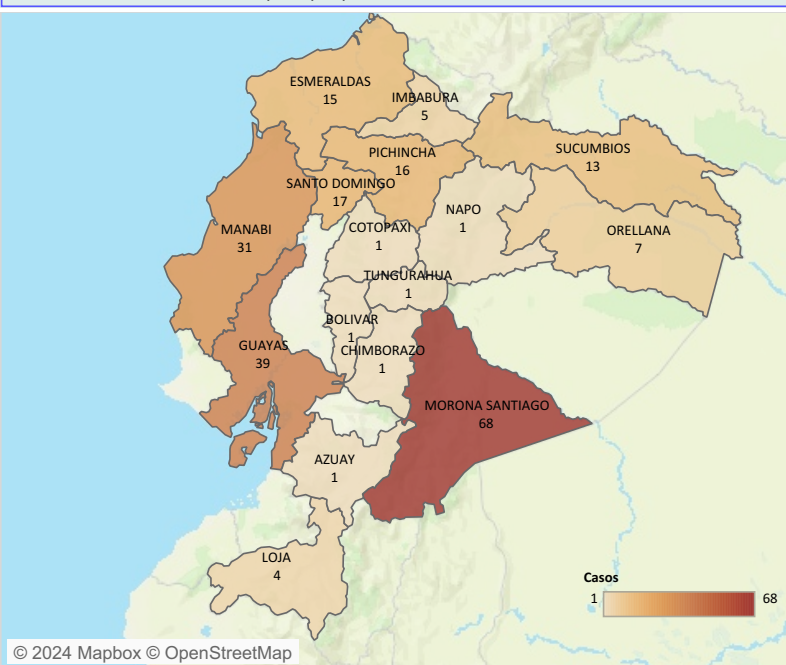 ESMERALDAS
15
IMBABURA
5
PICHINCHA
16
SUCUMBIOS
13
SANTO DOMINGO
17
NAPO
1
MANABI
31
COTOPAXI
1
ORELLANA
7
TUNGURAHUA
1
BOLIVAR
1
GUAYAS
39
CHIMBORAZO
1
MORONA SANTIAGO
68
AZUAY
1
LOJA
4
Casos
1 68
© 2024 Mapbox © OpenStreetMap